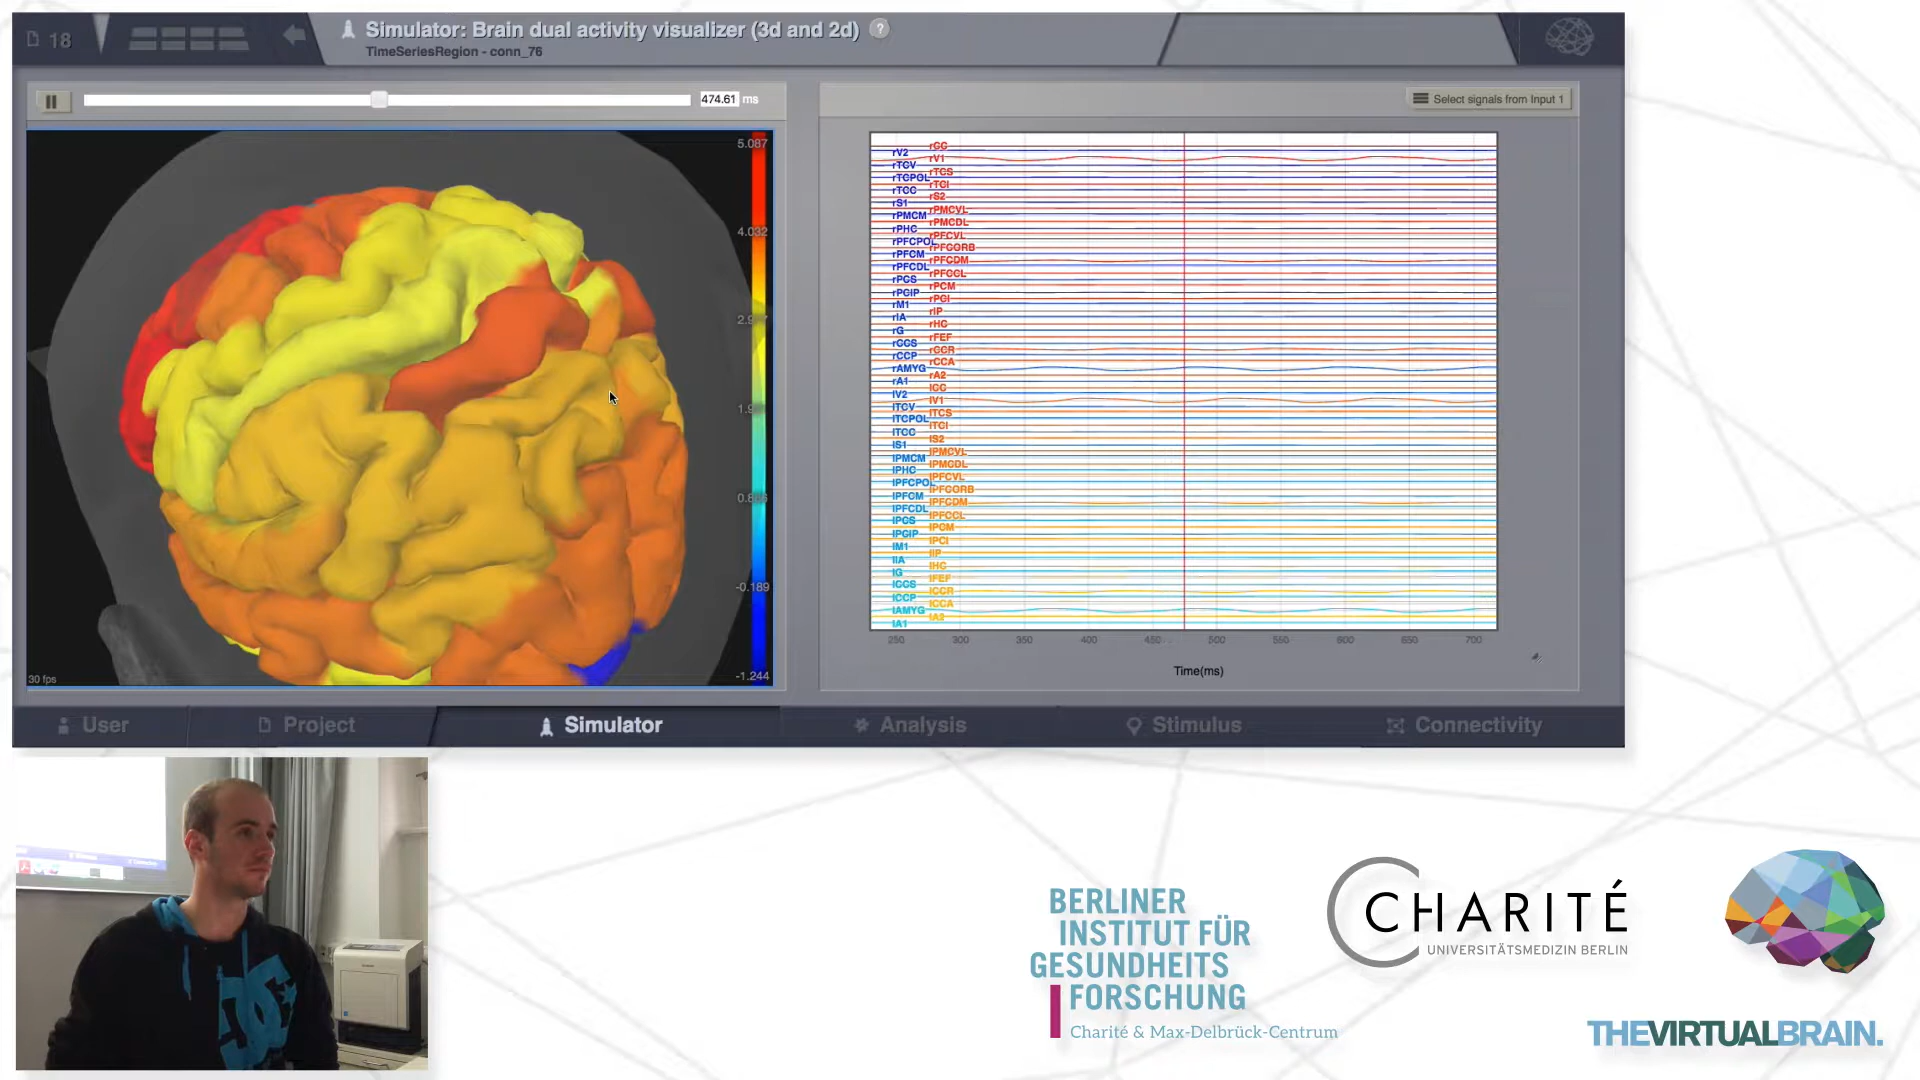 18
Simulator: Brain dual activity visualizer (3d and 2d) ?
TimeSeriesRegion - conn_76
474.61 ms
Select signals from Input 1
5.087
4.032
-0.189
-1.244
30 fps
rCC
rV2
rV1
rTCV
rTCS
rTCPOL
rTCI
rTCC
rS2
rS1
rPMCVL
rPMCM
rPMCDL
rPHC
rPFCVL
rPFCPOL
rPFCORB
rPFCM
rPFCDM
rPFCDL
rPFCCL
rPCS
rPCM
rPCIP
rPCI
rM1
rIP
rIA
rHC
rG
rFEF
rCCS
rCCR
rCCP
rCCA
rAMYG
rA2
rA1
lCC
lV2
lV1
lTCV
lTCS
lTCPOL
lTCI
lTCC
lS2
lS1
lPMCVL
lPMCM
lPMCDL
lPHC
lPFCVL
lPFCPOL
lPFCORB
lPFCM
lPFCDM
lPFCDL
lPFCCL
lPCS
lPCM
lPCIP
lPCI
lM1
lIP
lIA
lHC
lG
lFEF
lCCS
lCCR
lCCP
lCCA
lAMYG
lA2
lA1
250 300 350 400 450 500 550 600 650 700
Time(ms)
User
Project
Simulator
Analysis
Stimulus
Connectivity
BERLINER
INSTITUT FÜR
GESUNDHEITS
FORSCHUNG
Charité & Max-Delbrück-Centrum
CHARITÉ
UNIVERSITÄTSMEDIZIN BERLIN
THEVIRTUALBRAIN.